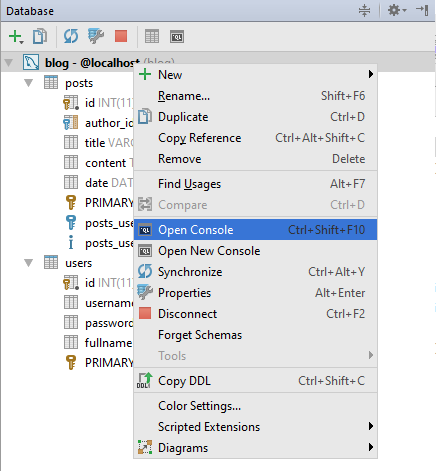 Database
blog - @localhost (blog)
posts
id INT(11)
author_id
title VARC
content T
date DAT
PRIMARY
posts_use
posts_use
users
id INT(11)
username
password
fullname
PRIMARY
New
Rename... Shift+F6
Duplicate Ctrl+D
Copy Reference Ctrl+Alt+Shift+C
Remove Delete
Find Usages Alt+F7
Compare Ctrl+D
Open Console Ctrl+Shift+F10
Open New Console
Synchronize Ctrl+Alt+Y
Properties Alt+Enter
Disconnect Ctrl+F2
Forget Schemas
Tools
Copy DDL Ctrl+Shift+C
Color Settings...
Scripted Extensions
Diagrams